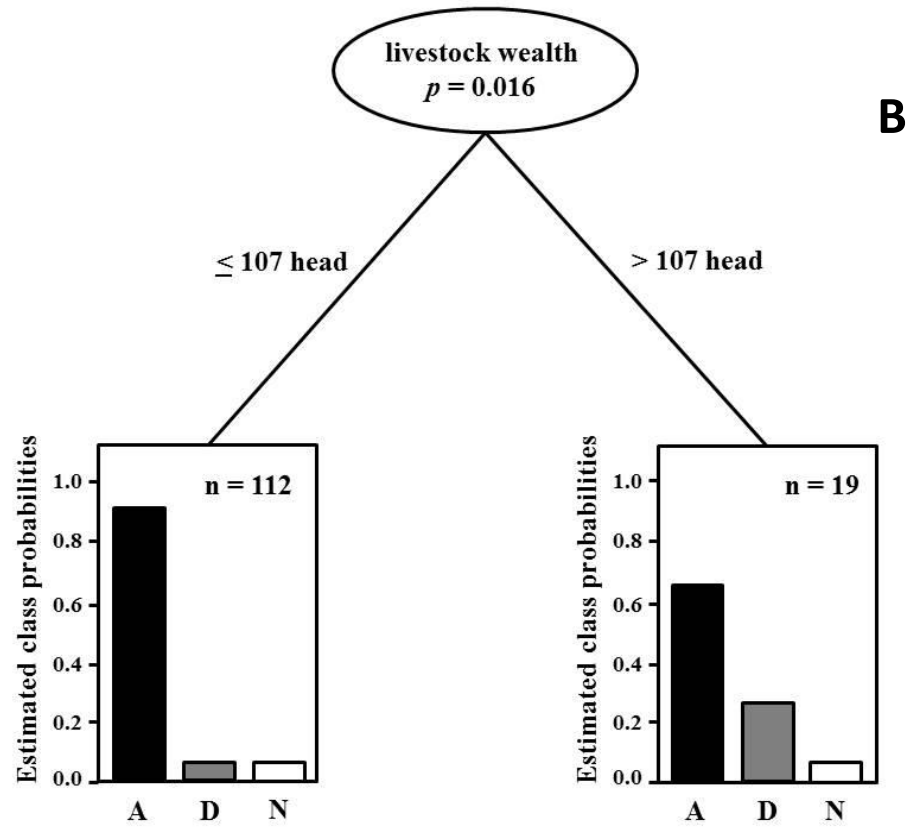 livestock wealth
p = 0.016
B
≤ 107 head
> 107 head
Estimated class probabilities
n = 112
1.0
0.8
0.6
0.4
0.2
0.0
A D N
Estimated class probabilities
n = 19
1.0
0.8
0.6
0.4
0.2
0.0
A D N